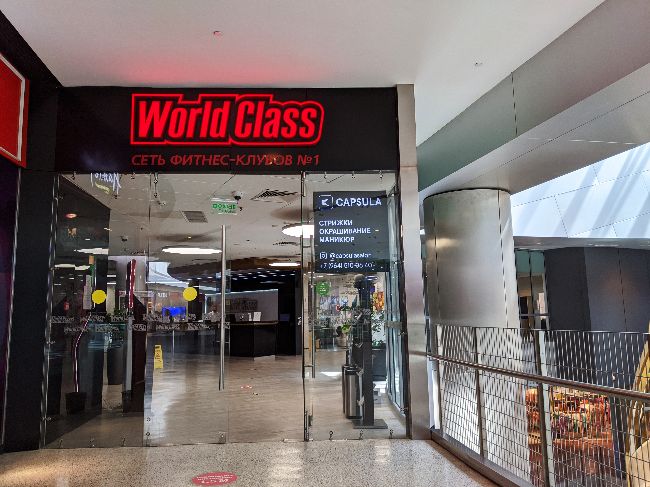 World Class
СЕТЬ ФИТНЕС-КЛУБОВ №1
CAPSULA
СТРИЖКИ
ОКРАШИВАНИЕ
МАНИКЮР